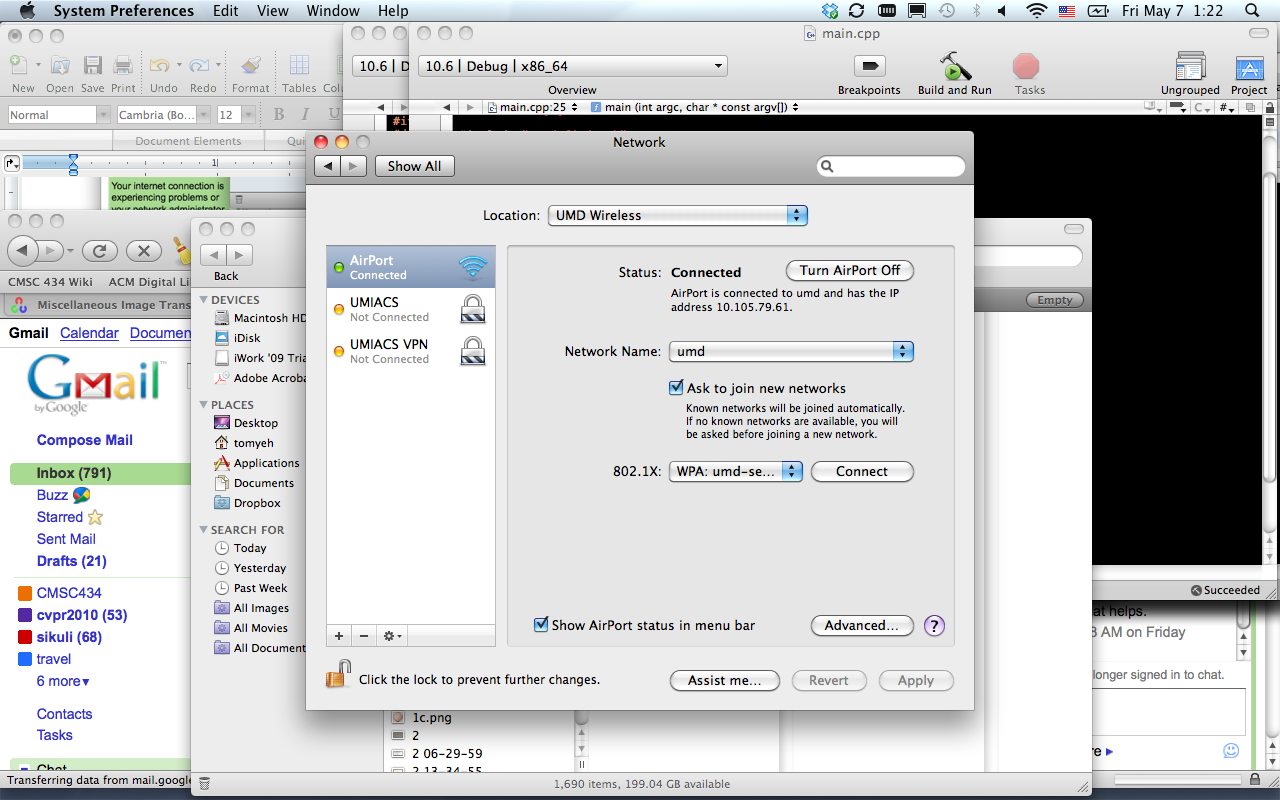 System Preferences Edit View Window Help
Fri May 7 1:22
New Open Save Print Undo Redo Format Tables
Normal
Cambria (Bo...
12
B I U
Document Elements
1
Your internet connection is
experiencing problems or
your network administrator
main.cpp
10.6 | D
10.6 | Debug | x86_64
Overview
Breakpoints
Build and Run
Tasks
Ungrouped
Project
main.cpp:25
main (int argc, char * const argv[])
C
#
CMSC 434 Wiki ACM Digital Li
Miscellaneous Image Trans
Gmail Calendar Documen
Gmail
by Google
Compose Mail
Inbox (791)
Buzz
Starred
Sent Mail
Drafts (21)
CMSC434
cvpr2010 (53)
sikuli (68)
travel
6 more▾
Contacts
Tasks
Chat
Transferring data from mail.google
Back
DEVICES
Macintosh HD
iDisk
iWork '09 Tria
Adobe Acroba
PLACES
Desktop
tomyeh
Applications
Documents
Dropbox
SEARCH FOR
Today
Yesterday
Past Week
All Images
All Movies
All Document
Empty
1c.png
2
2 06-29-59
2 13-34-55
1,690 items, 199.04 GB available
Network
Show All
Location: UMD Wireless
AirPort
Connected
UMIACS
Not Connected
UMIACS VPN
Not Connected
Status: Connected
Turn AirPort Off
AirPort is connected to umd and has the IP
address 10.105.79.61.
Network Name: umd
Ask to join new networks
Known networks will be joined automatically.
If no known networks are available, you will
be asked before joining a new network.
802.1X: WPA: umd-se...
Connect
Show AirPort status in menu bar
Advanced...
?
Click the lock to prevent further changes.
Assist me...
Revert
Apply
Succeeded
at helps.
8 AM on Friday
longer signed in to chat.
re ▸